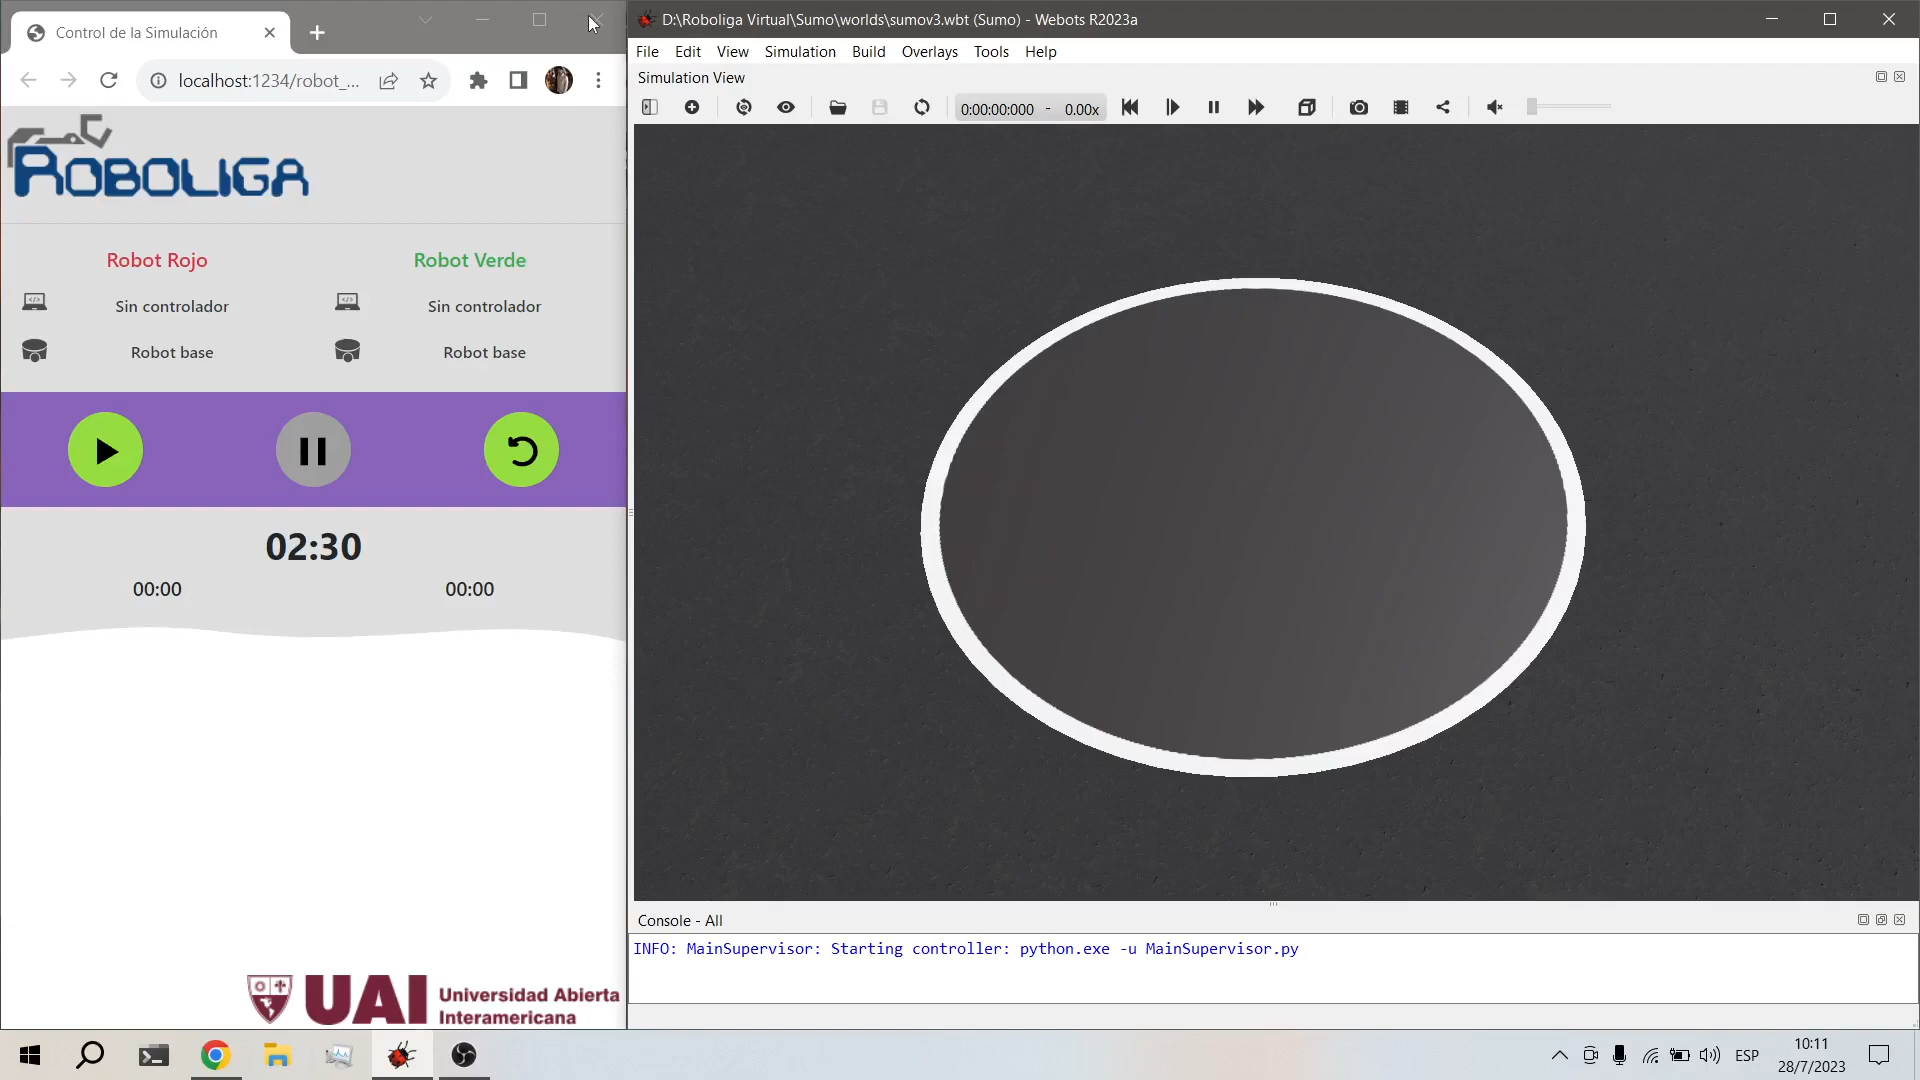 Control de la Simulación
localhost:1234/robot_...
ROBOLIGA
Robot Rojo
Robot Verde
Sin controlador
Sin controlador
Robot base
Robot base
02:30
00:00
00:00
UAI Universidad Abierta
Interamericana
D:\Roboliga Virtual\Sumo\worlds\sumov3.wbt (Sumo) - Webots R2023a
File Edit View Simulation Build Overlays Tools Help
Simulation View
0:00:00:000 - 0.00x
Console - All
INFO: MainSupervisor: Starting controller: python.exe -u MainSupervisor.py
ESP
10:11
28/7/2023